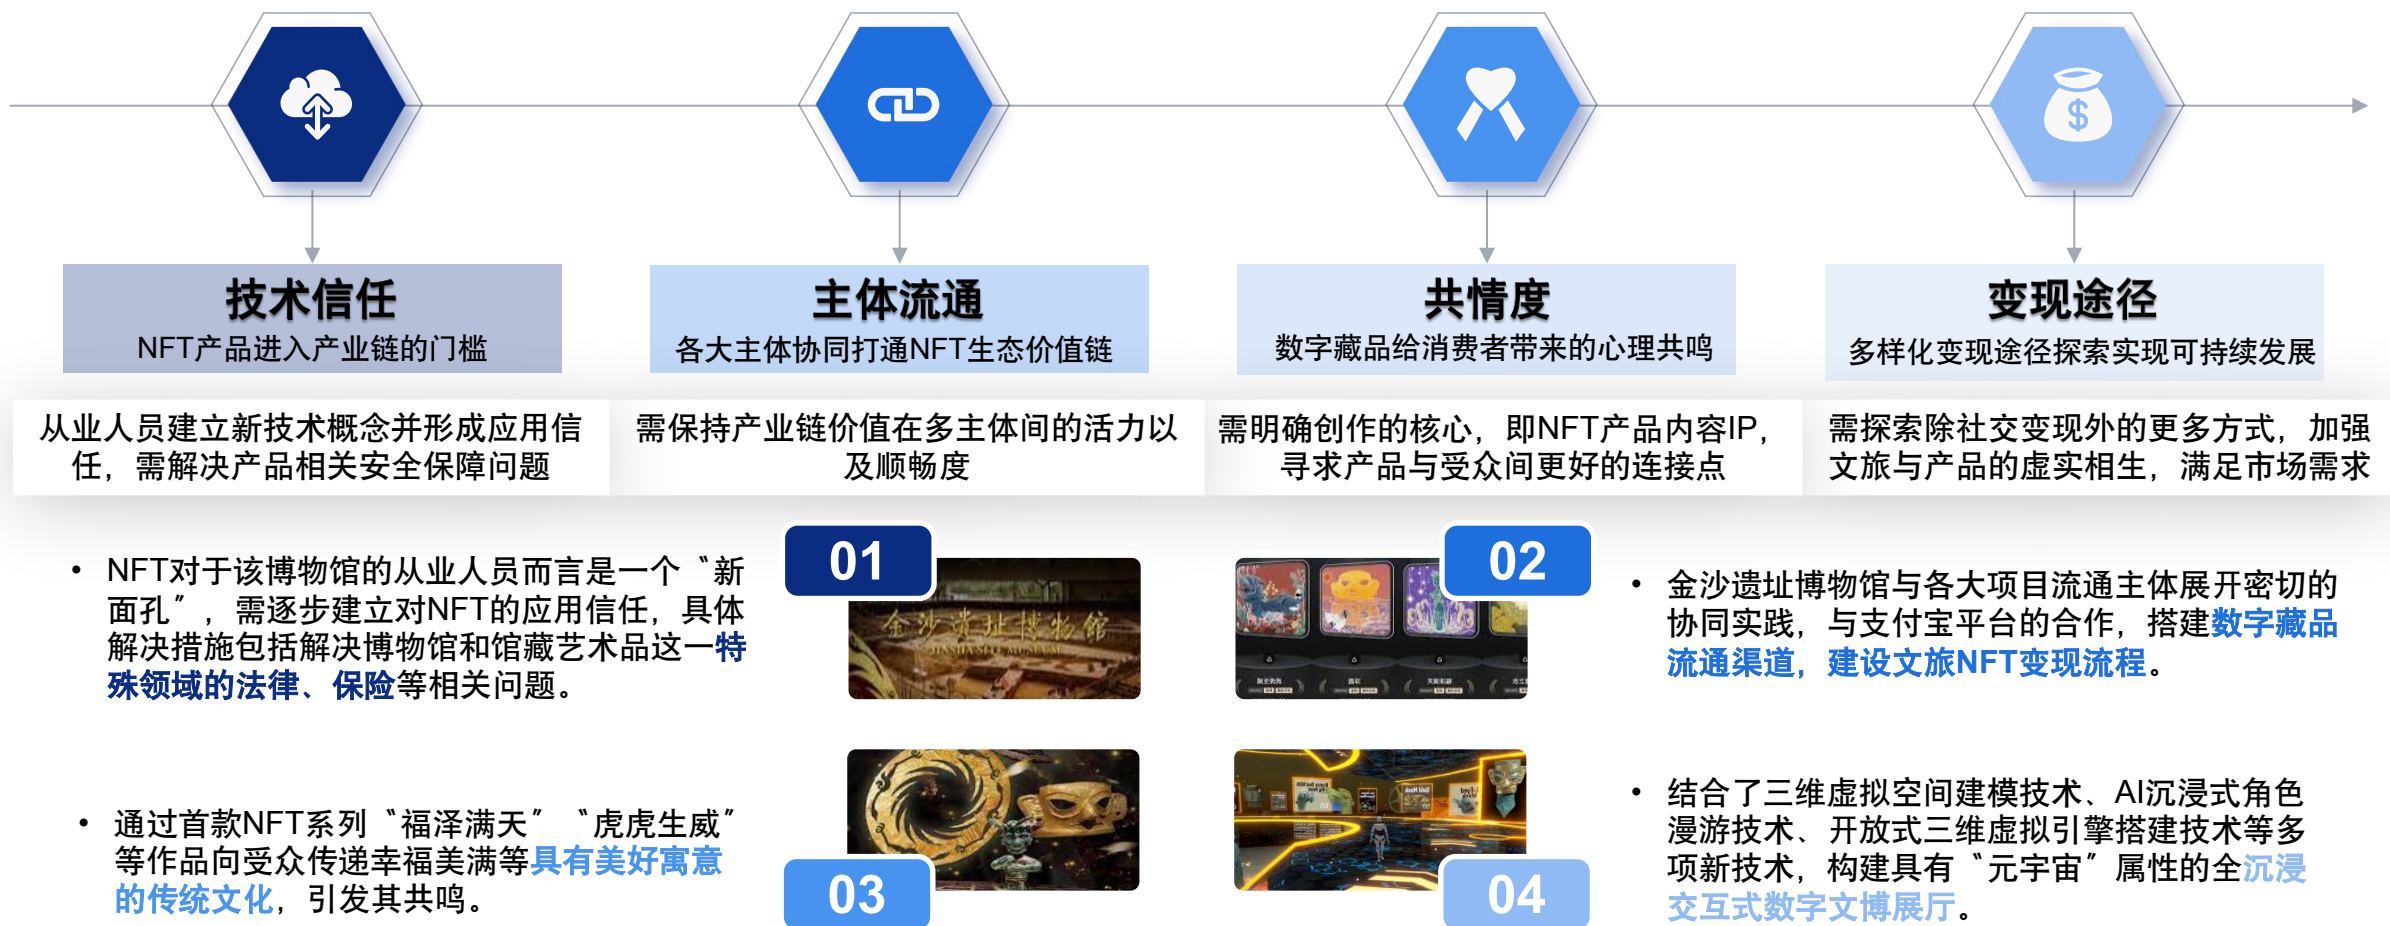 技术信任
NFT产品进入产业链的门槛
主体流通
各大主体协同打通NFT生态价值链
共情度
数字藏品给消费者带来的心理共鸣
变现途径
多样化变现途径探索实现可持续发展
从业人员建立新技术概念并形成应用信
任，需解决产品相关安全保障问题
需保持产业链价值在多主体间的活力以
及顺畅度
需明确创作的核心，即NFT产品内容IP，
寻求产品与受众间更好的连接点
需探索除社交变现外的更多方式，加强
文旅与产品的虚实相生，满足市场需求
• NFT对于该博物馆的从业人员而言是一个“新
面孔”，需逐步建立对NFT的应用信任，具体
解决措施包括解决博物馆和馆藏艺术品这一特
殊领域的法律、保险等相关问题。
01
金沙遗址博物馆
JINSHA SITE MUSEUM
02
• 金沙遗址博物馆与各大项目流通主体展开密切的
协同实践，与支付宝平台的合作，搭建数字藏品
流通渠道，建设文旅NFT变现流程。
• 通过首款NFT系列“福泽满天”“虎虎生威”
等作品向受众传递幸福美满等具有美好寓意
的传统文化，引发其共鸣。
03
04
• 结合了三维虚拟空间建模技术、AI沉浸式角色
漫游技术、开放式三维虚拟引擎搭建技术等多
项新技术，构建具有“元宇宙”属性的全沉浸
交互式数字文博展厅。